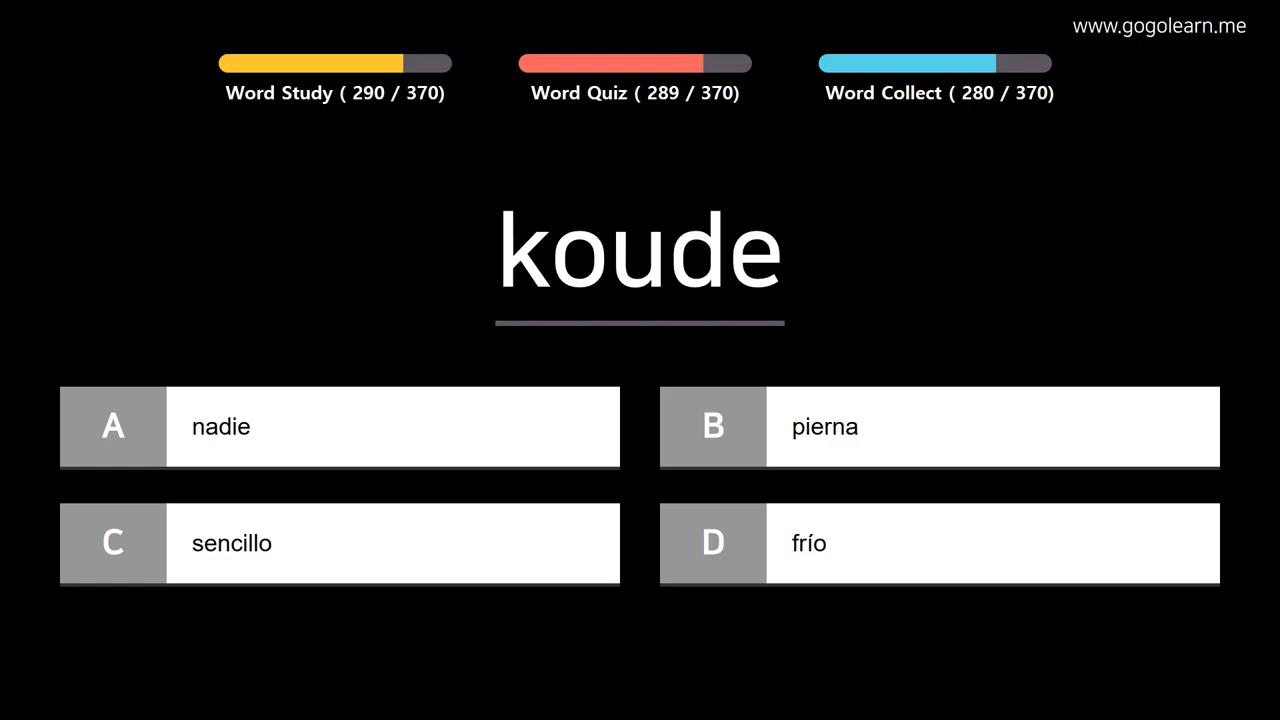 www.gogolearn.me
Word Study ( 290 / 370)
Word Quiz ( 289 / 370)
Word Collect ( 280 / 370)
koude
A nadie
B pierna
C sencillo
D frío